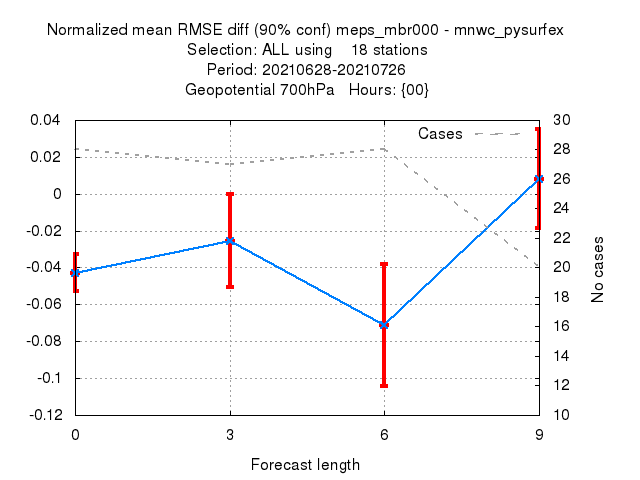 Normalized mean RMSE diff (90% conf) meps_mbr000 - mnwc_pysurfex
Selection: ALL using    18 stations
Period: 20210628-20210726
Geopotential 700hPa   Hours: {00}
Cases
0.04
0.02
0
-0.02
-0.04
-0.06
-0.08
-0.1
-0.12
30
28
26
24
22
20
18
16
14
12
10
No cases
0 3 6 9
Forecast length